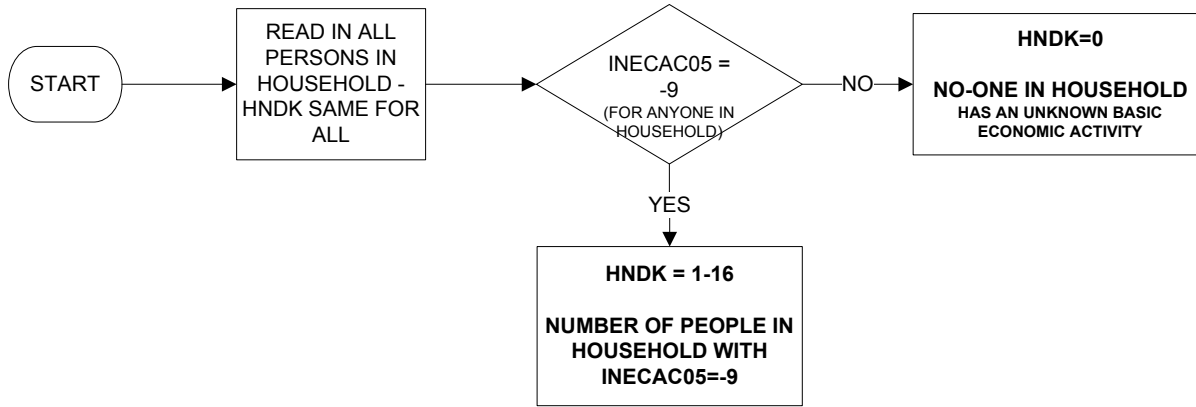 START
READ IN ALL
PERSONS IN
HOUSEHOLD -
HNDK SAME FOR
ALL
INECAC05 =
-9
(FOR ANYONE IN
HOUSEHOLD)
NO
HNDK=0
NO-ONE IN HOUSEHOLD
HAS AN UNKNOWN BASIC
ECONOMIC ACTIVITY
YES
HNDK = 1-16
NUMBER OF PEOPLE IN
HOUSEHOLD WITH
INECAC05=-9